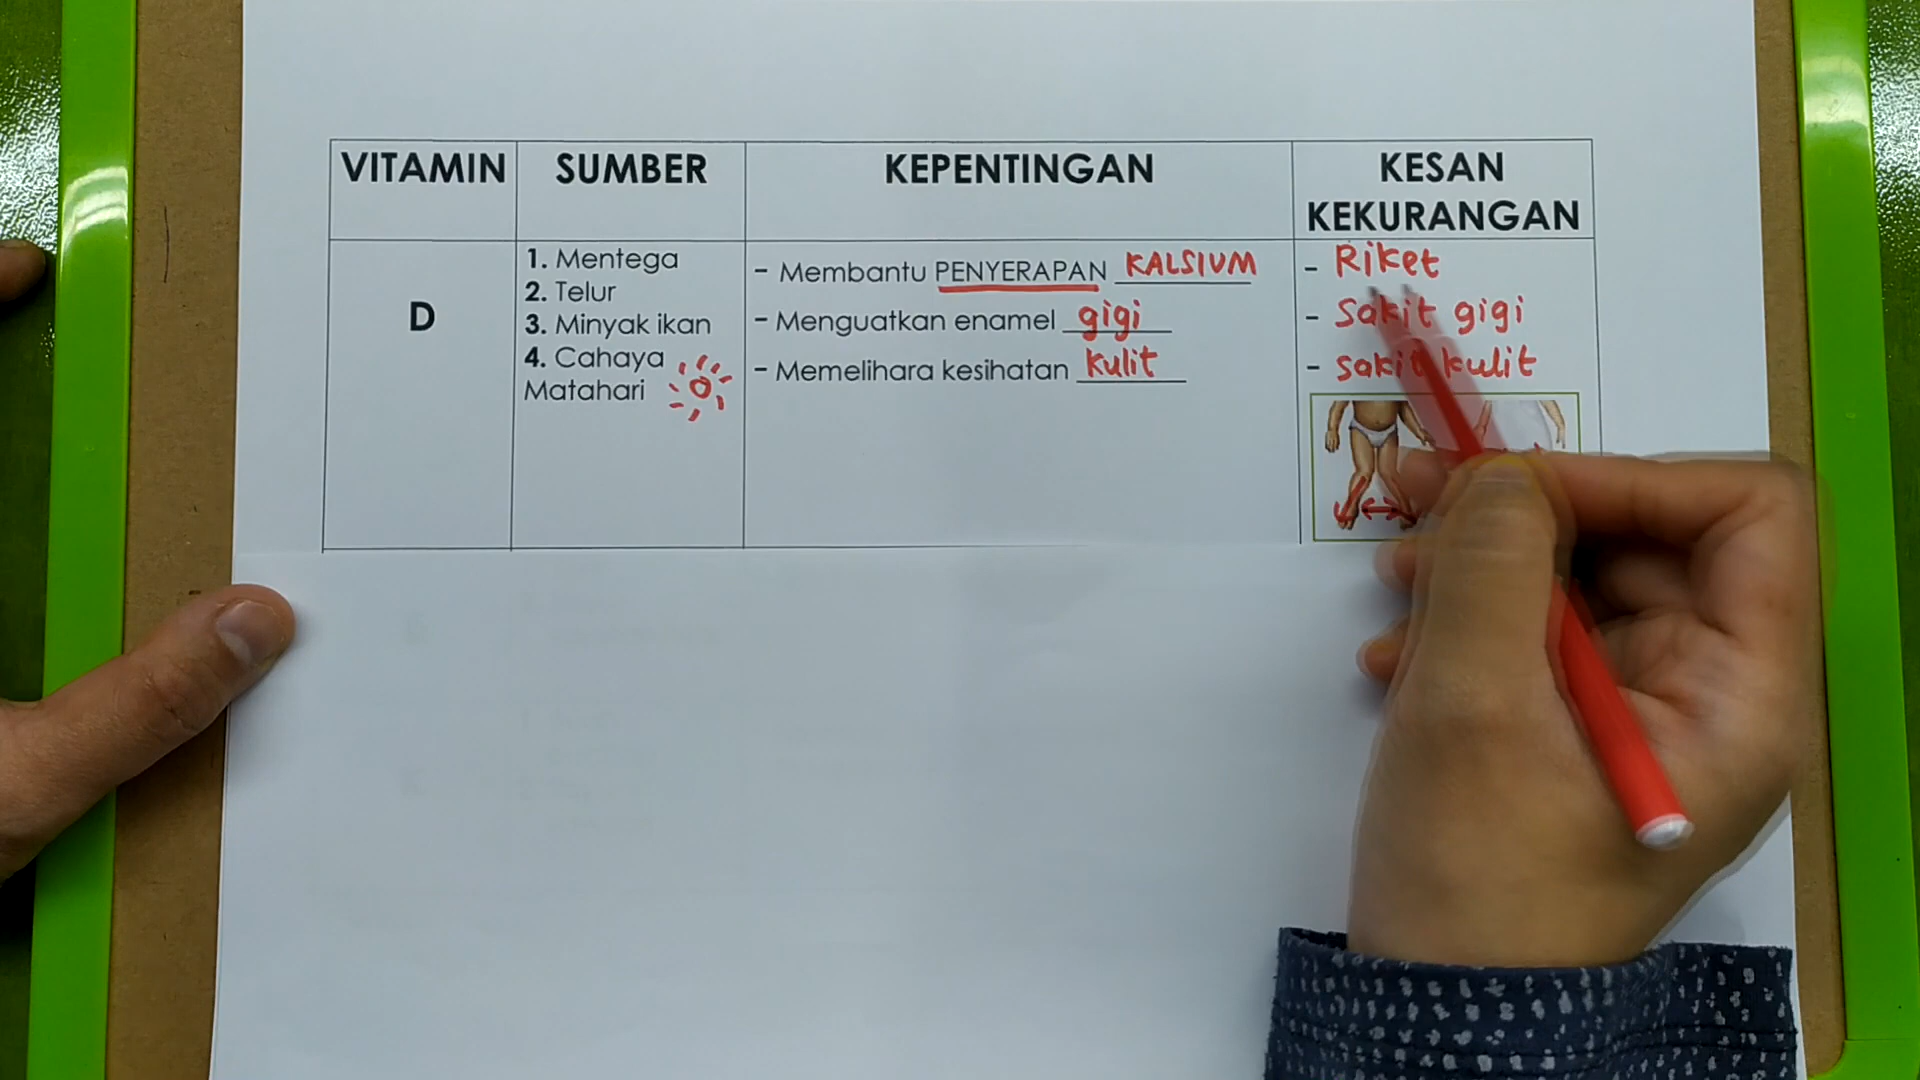 VITAMIN SUMBER KEPENTINGAN KESAN
KEKURANGAN
D
1. Mentega
2. Telur
3. Minyak ikan
4. Cahaya
Matahari
- Membantu PENYERAPAN KALSIUM
- Menguatkan enamel gigi
- Memelihara kesihatan kulit
- Riket
- Sakit gigi
- sakit kulit